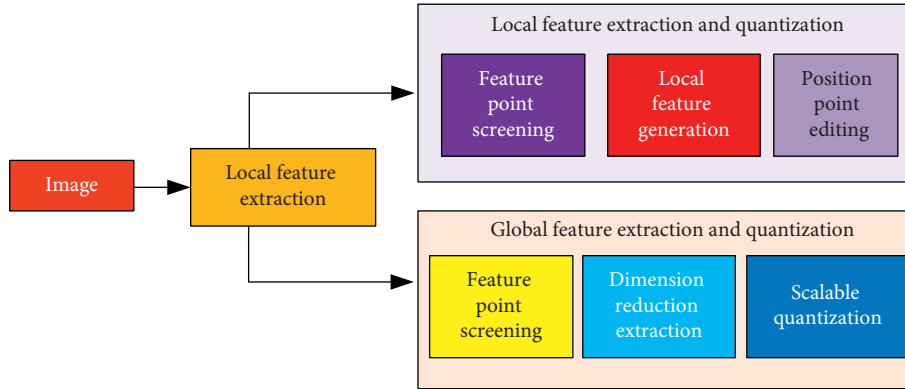 Image
Local feature
extraction
Local feature extraction and quantization
Feature
point
screening
Local
feature
generation
Position
point
editing
Global feature extraction and quantization
Feature
point
screening
Dimension
reduction
extraction
Scalable
quantization